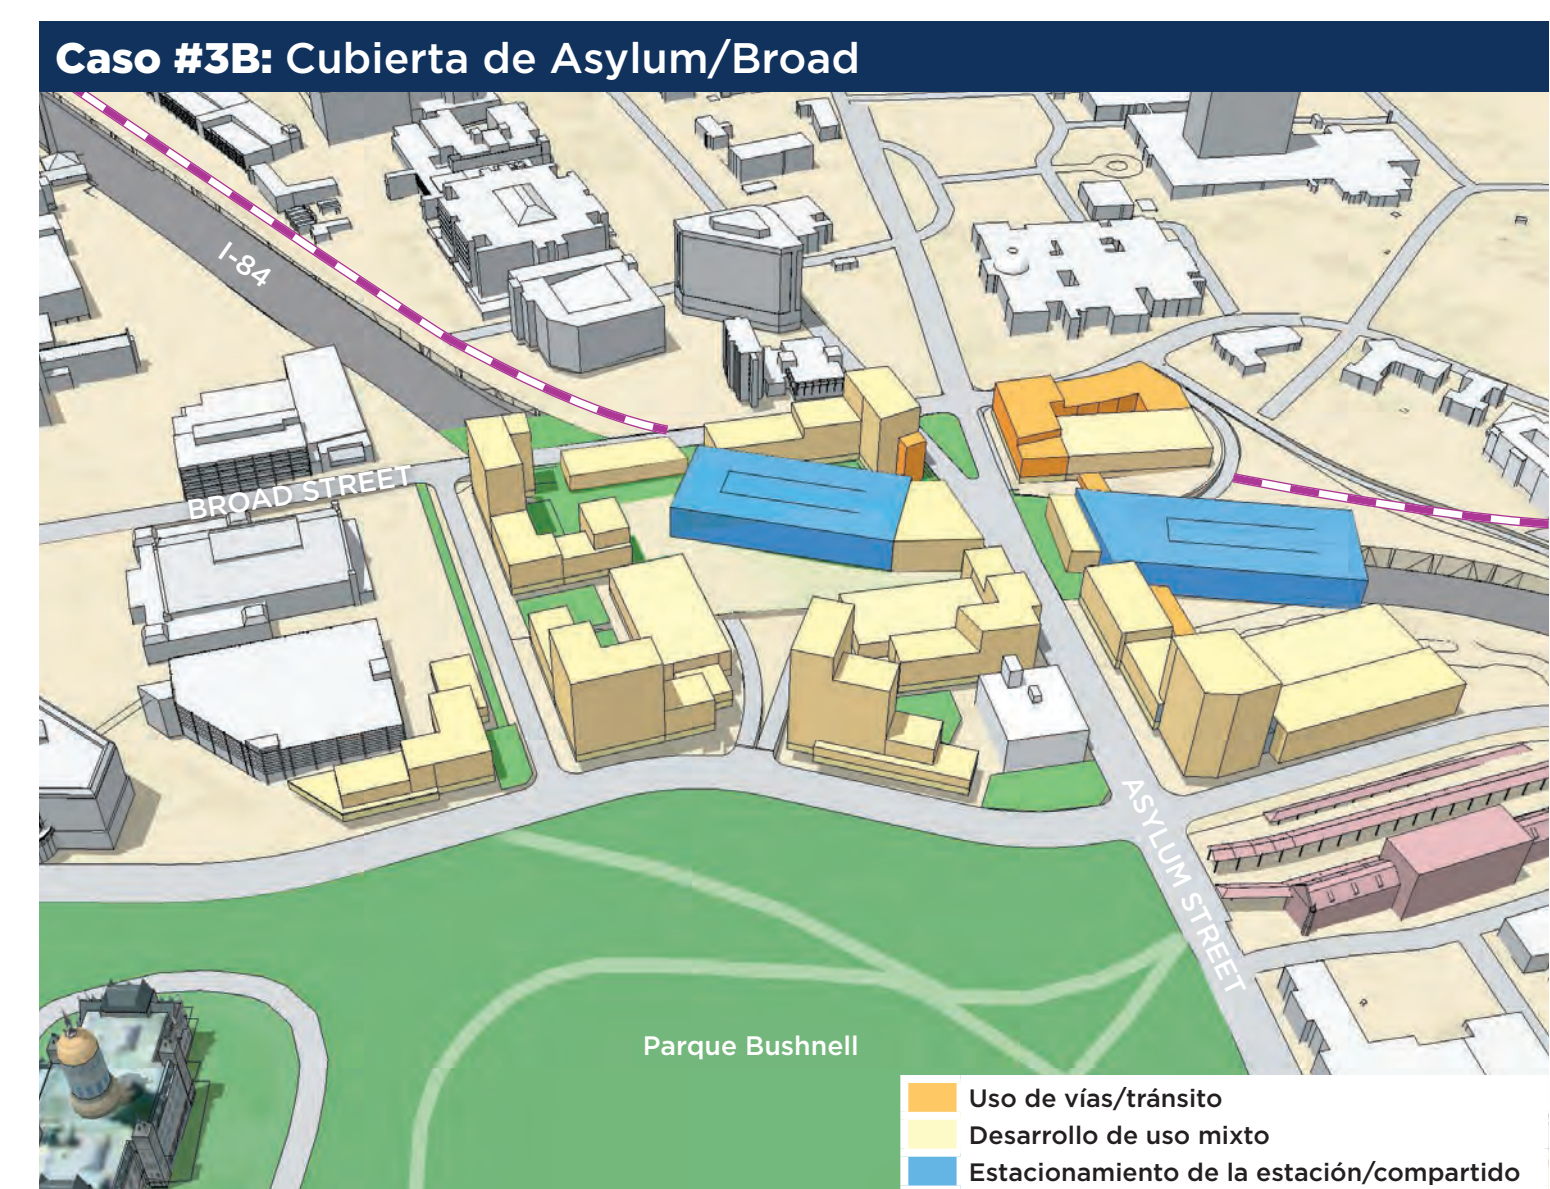 Caso #3B: Cubierta de Asylum/Broad
I-84
BROAD STREET
ASYLUM STREET
Parque Bushnell
Uso de vías/tránsito
Desarrollo de uso mixto
Estacionamiento de la estación/compartido